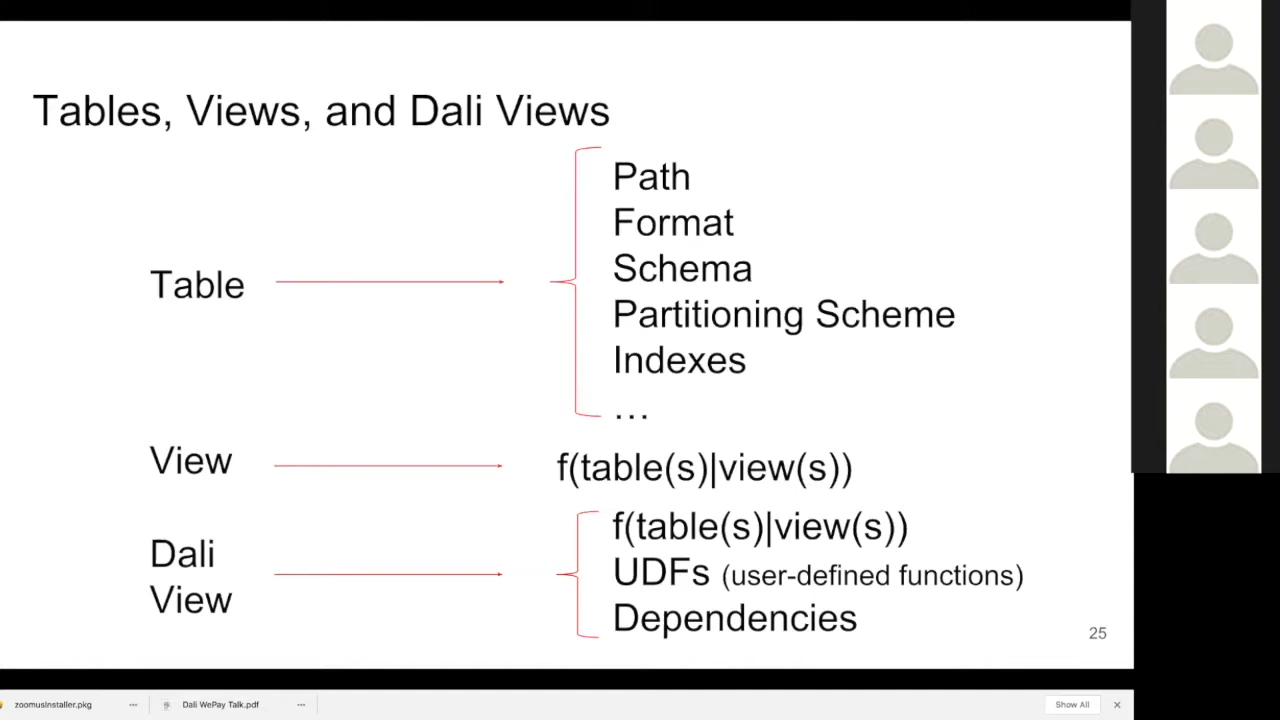 Tables, Views, and Dali Views
Table
Path
Format
Schema
Partitioning Scheme
Indexes
...
View
f(table(s)|view(s))
Dali
View
f(table(s)|view(s))
UDFs (user-defined functions)
Dependencies
25
zoomusInstaller.pkg
Dali WePay Talk.pdf
Show All